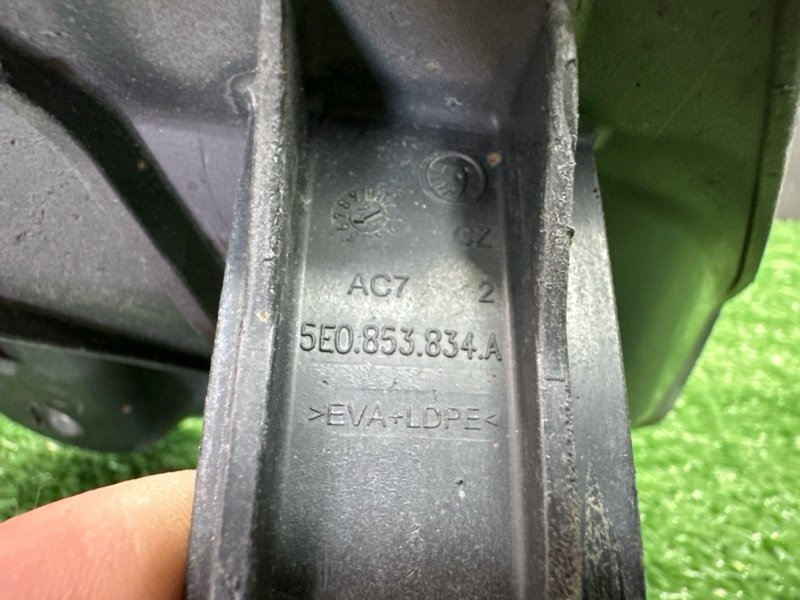 CZ
AC7 2
5E0.853.834.A
>EVA+LDPE<